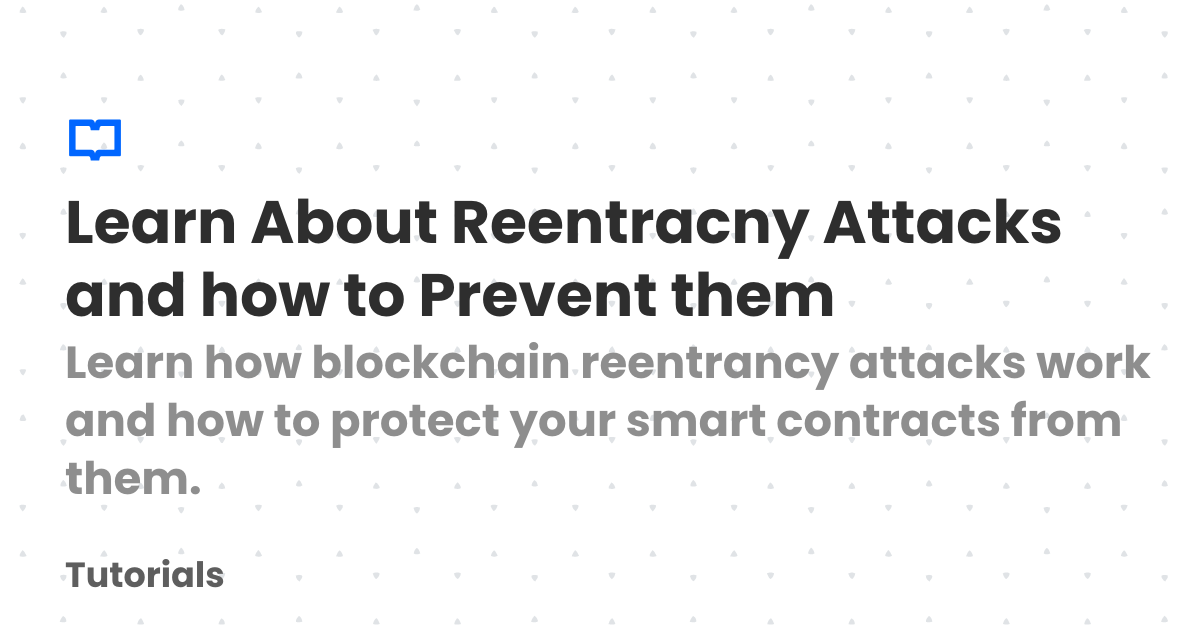 Learn About Reentracny Attacks
and how to Prevent them
Learn how blockchain reentrancy attacks work
and how to protect your smart contracts from
them.
Tutorials